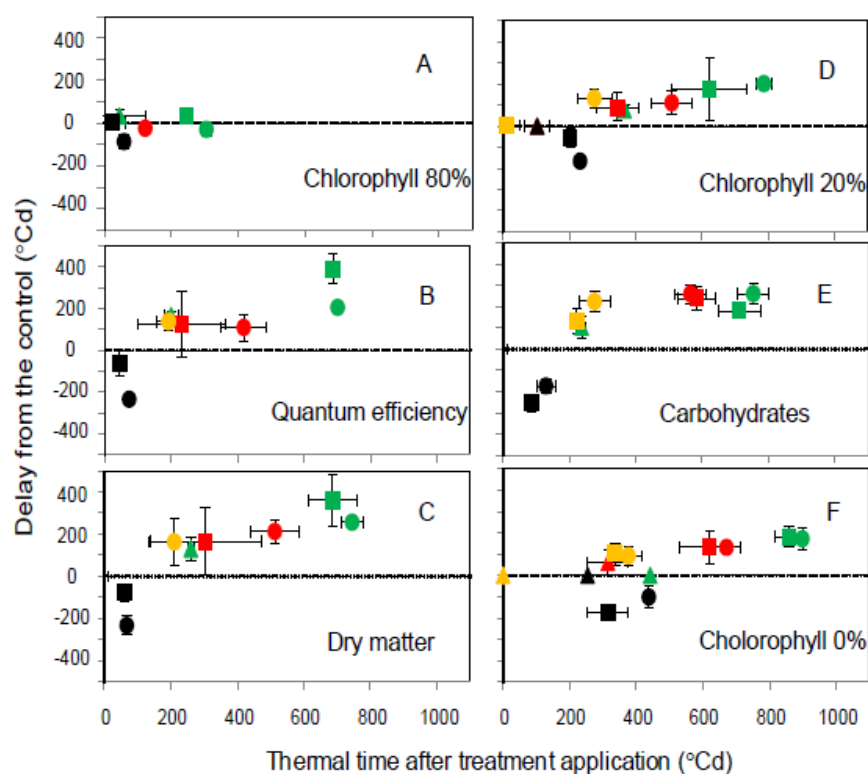 Delay from the control (°Cd)
400
200
0
-200
-400
A
Chlorophyll 80%
D
Chlorophyll 20%
400
200
0
-200
-400
B
Quantum efficiency
E
Carbohydrates
400
200
0
-200
-400
C
Dry matter
F
Cholorophyll 0%
0 200 400 600 800 1000
0 200 400 600 800 1000
Thermal time after treatment application (°Cd)